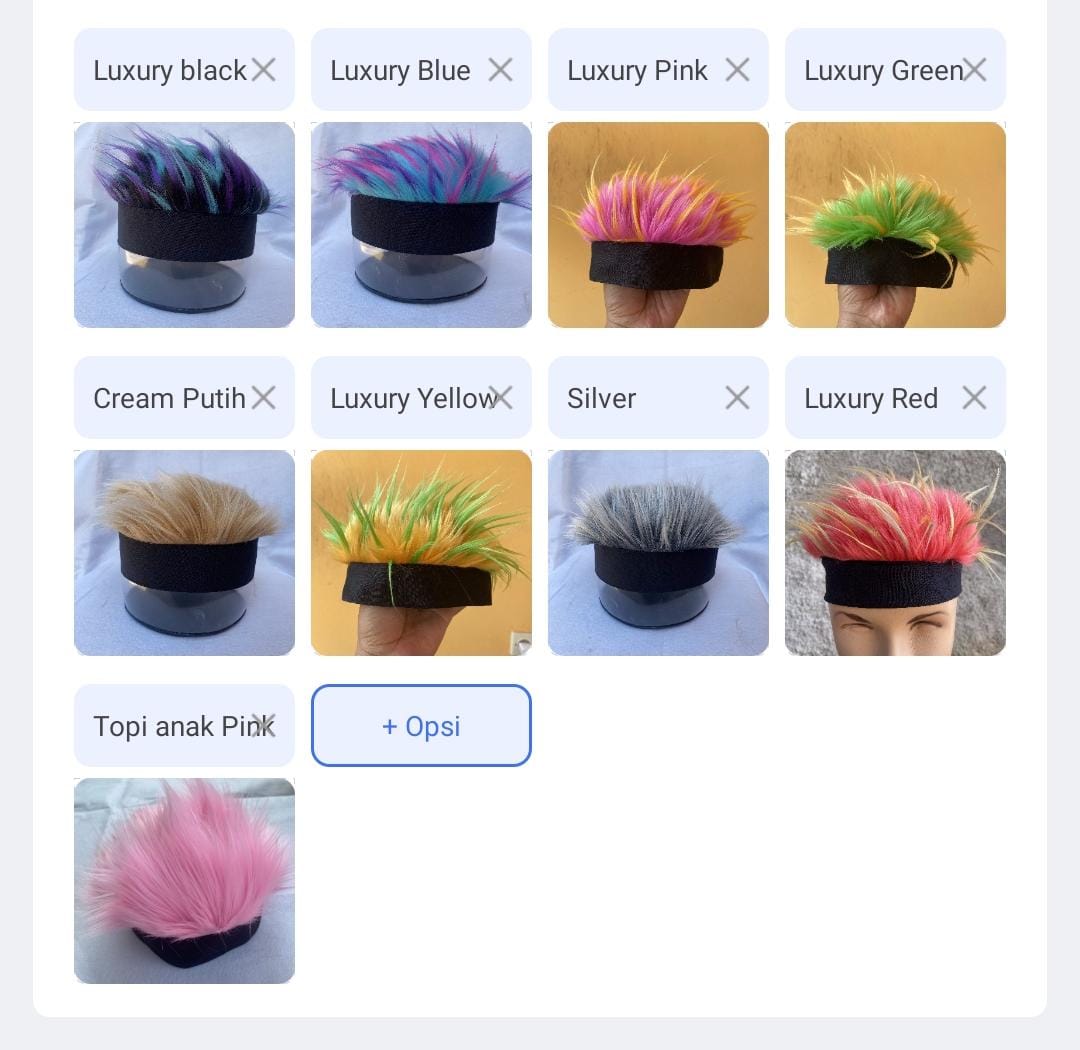 Luxury black
Luxury Blue
Luxury Pink
Luxury Green
Cream Putih
Luxury Yellow
Silver
Luxury Red
Topi anak Pink
+ Opsi